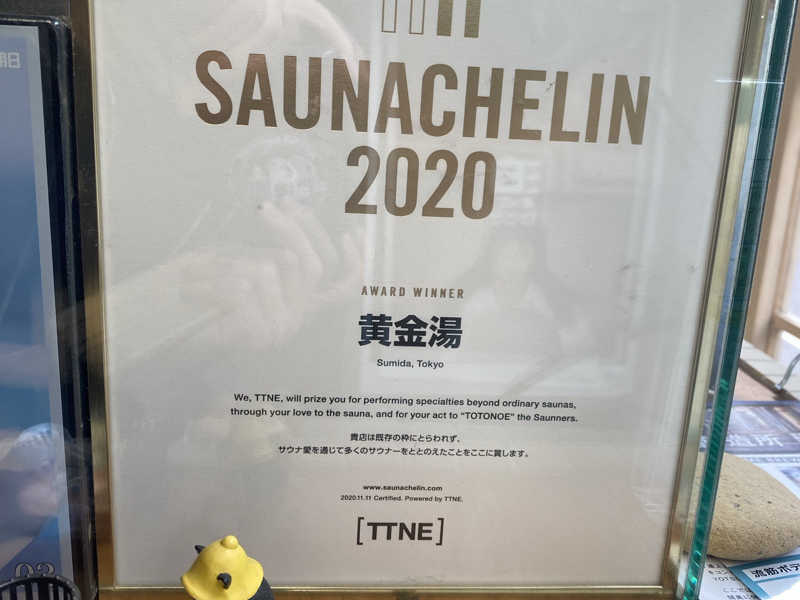 SAUNACHELIN
2020
AWARD WINNER
黄金湯
Sumida, Tokyo
We, TTNE, will prize you for performing specialties beyond ordinary saunas,
through your love to the sauna, and for your act to "TOTONOE" the Saunners.
貴店は既存の枠にとらわれず、
サウナ愛を通じて多くのサウナーをととのえたことをここに賞します。
www.saunachelin.com
2020.11.11 Certified. Powered by TTNE.
[TTNE]